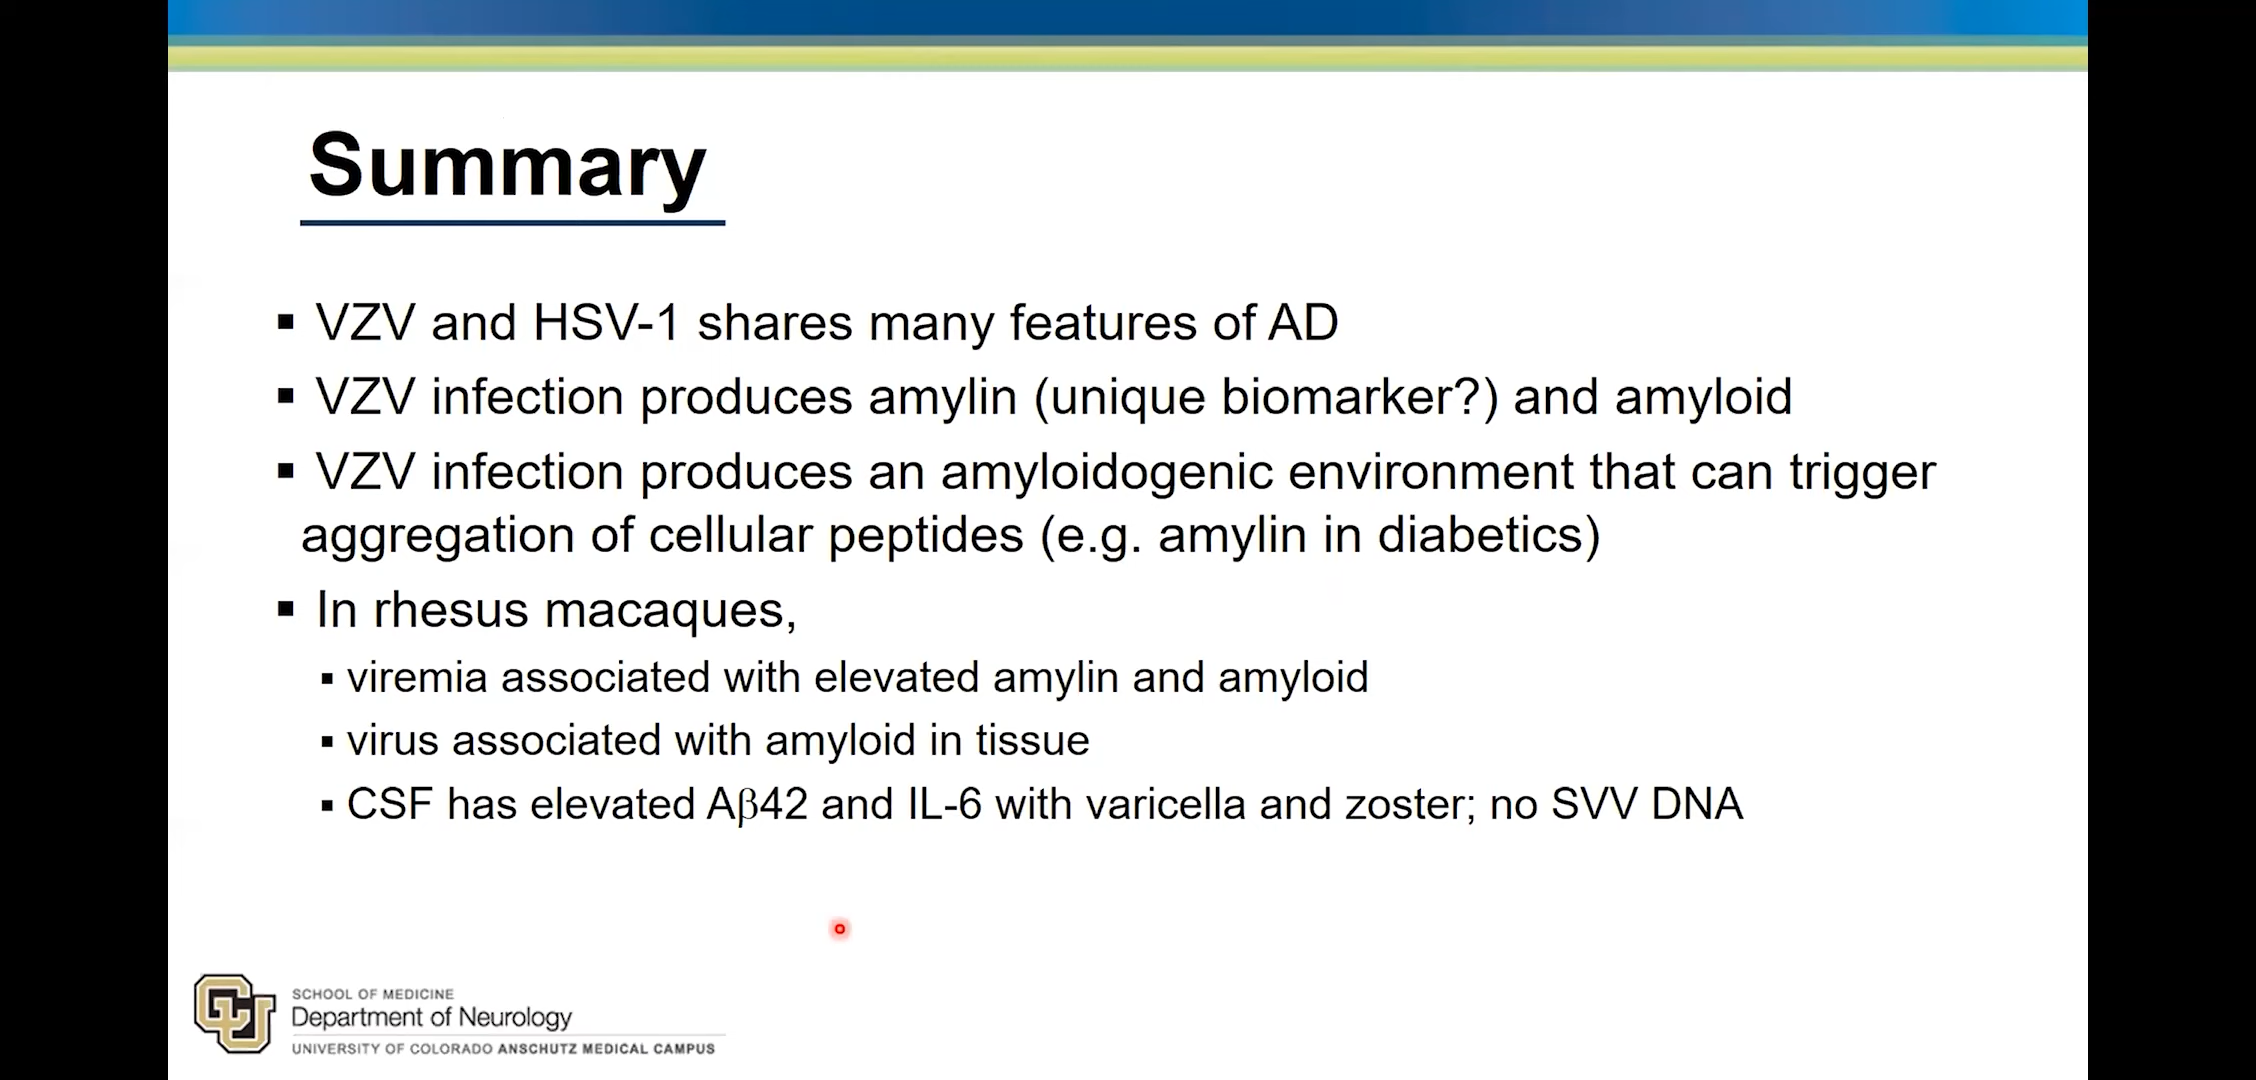 Summary
▪ VZV and HSV-1 shares many features of AD
▪ VZV infection produces amylin (unique biomarker?) and amyloid
▪ VZV infection produces an amyloidogenic environment that can trigger
aggregation of cellular peptides (e.g. amylin in diabetics)
▪ In rhesus macaques,
▪ viremia associated with elevated amylin and amyloid
▪ virus associated with amyloid in tissue
▪ CSF has elevated Aβ42 and IL-6 with varicella and zoster; no SVV DNA
CU
SCHOOL OF MEDICINE
Department of Neurology
UNIVERSITY OF COLORADO ANSCHUTZ MEDICAL CAMPUS